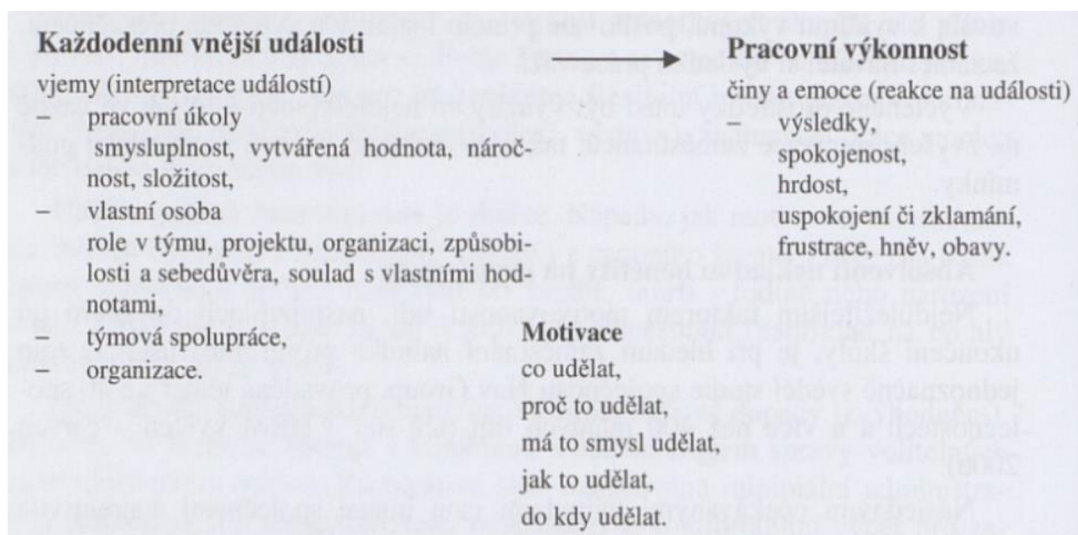 Každodenní vnější události
vjemy (interpretace událostí)
– pracovní úkoly
smysluplnost, vytvářená hodnota, nároč-
nost, složitost,
– vlastní osoba
role v týmu, projektu, organizaci, způsobi-
losti a sebedůvěra, soulad s vlastními hod-
notami,
– týmová spolupráce,
– organizace.
Pracovní výkonnost
činy a emoce (reakce na události)
– výsledky,
spokojenost,
hrdost,
uspokojení či zklamání,
frustrace, hněv, obavy.
Motivace
co udělat,
proč to udělat,
má to smysl udělat,
jak to udělat,
do kdy udělat.